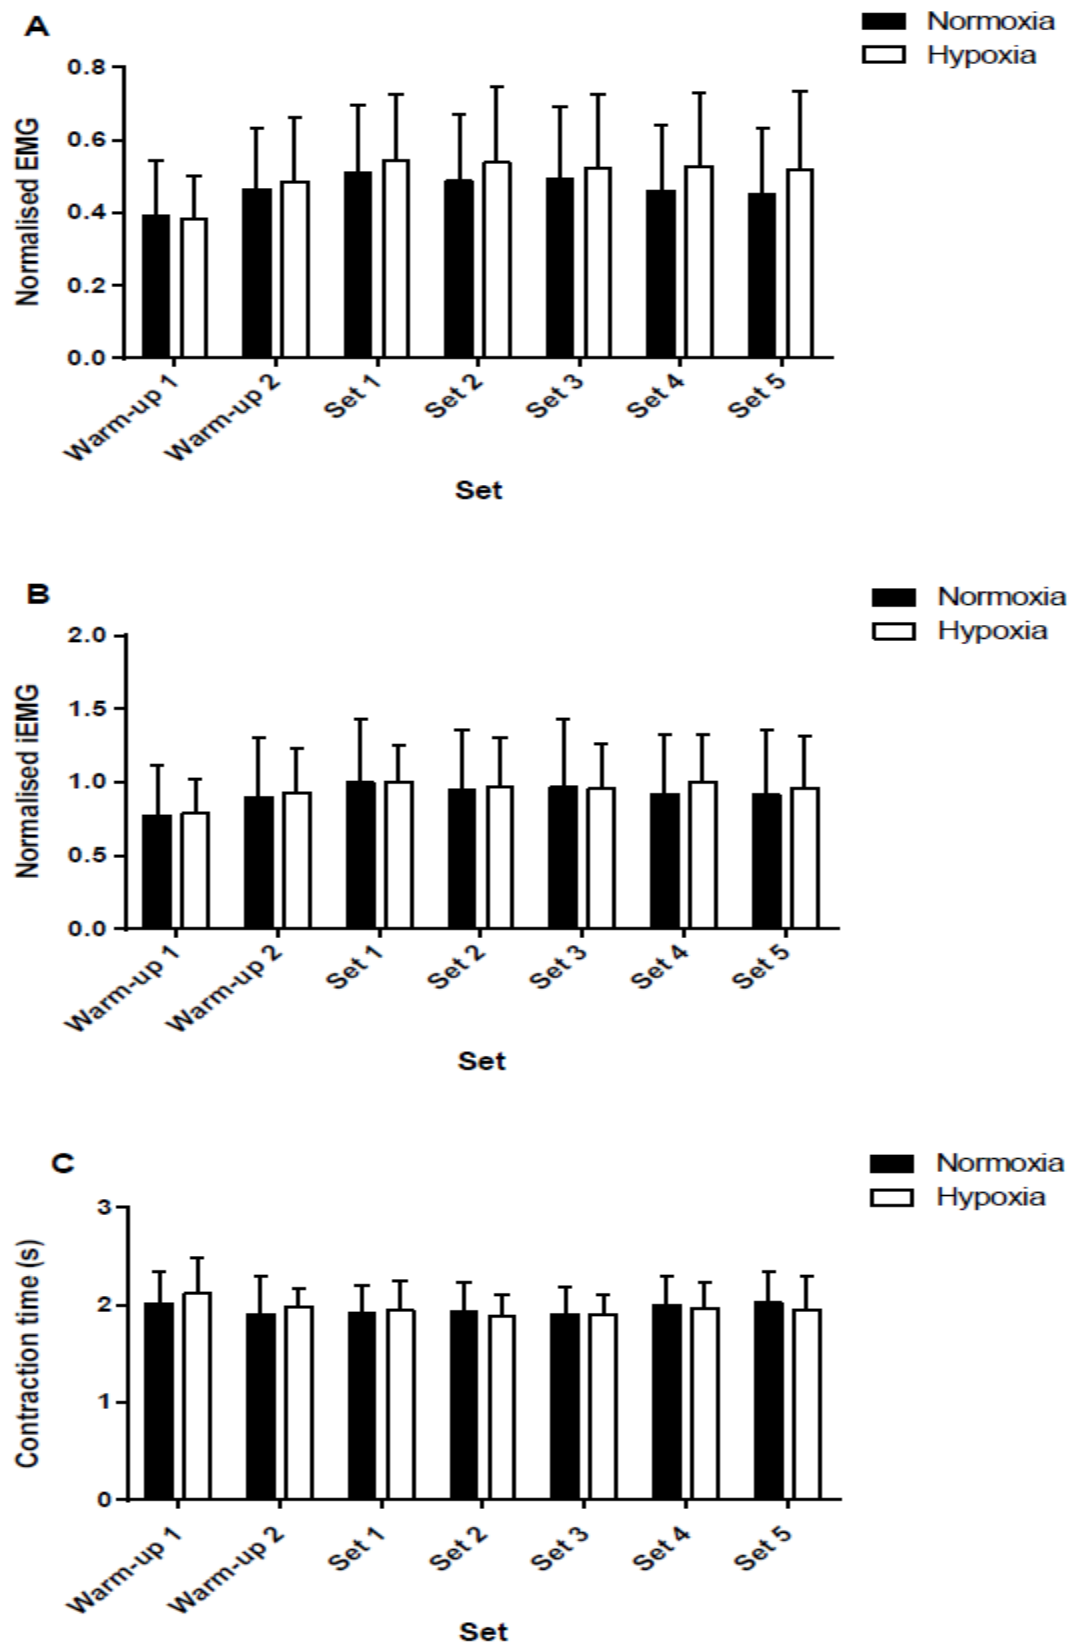 A
Normoxia
Hypoxia
Normalised EMG
0.8
0.6
0.4
0.2
0.0
Warm-up 1
Warm-up 2
Set 1
Set 2
Set 3
Set 4
Set 5
Set
B
Normoxia
Hypoxia
Normalised iEMG
2.0
1.5
1.0
0.5
0.0
Warm-up 1
Warm-up 2
Set 1
Set 2
Set 3
Set 4
Set 5
Set
C
Normoxia
Hypoxia
Contraction time (s)
3
2
1
0
Warm-up 1
Warm-up 2
Set 1
Set 2
Set 3
Set 4
Set 5
Set